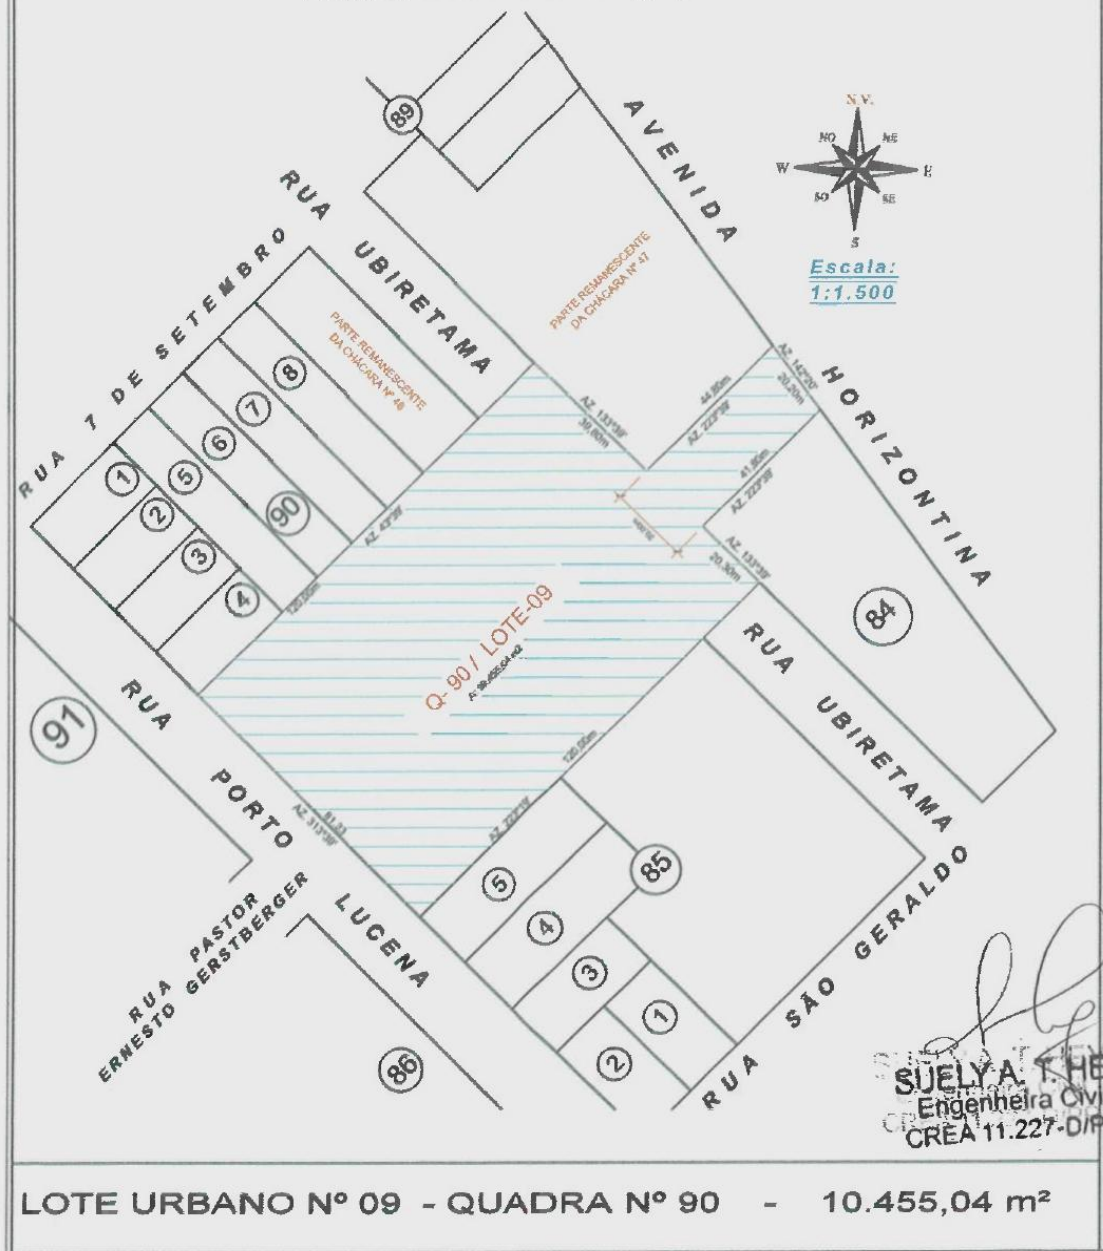 89
AVENIDA HORIZONTINA
N.V.
NO
NE
W
E
SO
SE
S
Escala:
1:1.500
RUA UBIRETAMA
RUA 7 DE SETEMBRO
PARTE REMANESCENTE
DA CHÁCARA Nº 47
PARTE REMANESCENTE
DA CHÁCARA Nº 48
8
7
6
5
1
2
3
4
90
AZ. 133°39'
39,80m
44,80m
AZ. 223°39'
AZ. 142°20'
20,20m
41,80m
AZ. 223°39'
AZ. 133°39'
20,30m
AZ. 43°39'
120,00m
Q- 90 / LOTE-09
84
RUA UBIRETAMA
91
RUA PORTO LUCENA
81,23
AZ. 313°39'
120,00m
RUA PASTOR
ERNESTO GERSTBERGER
5
4
3
1
2
85
86
RUA SÃO GERALDO
SUELY A. T. HE
Engenheira Civi
CREA 11.227-D/P
LOTE URBANO Nº 09 - QUADRA Nº 90 - 10.455,04 m²